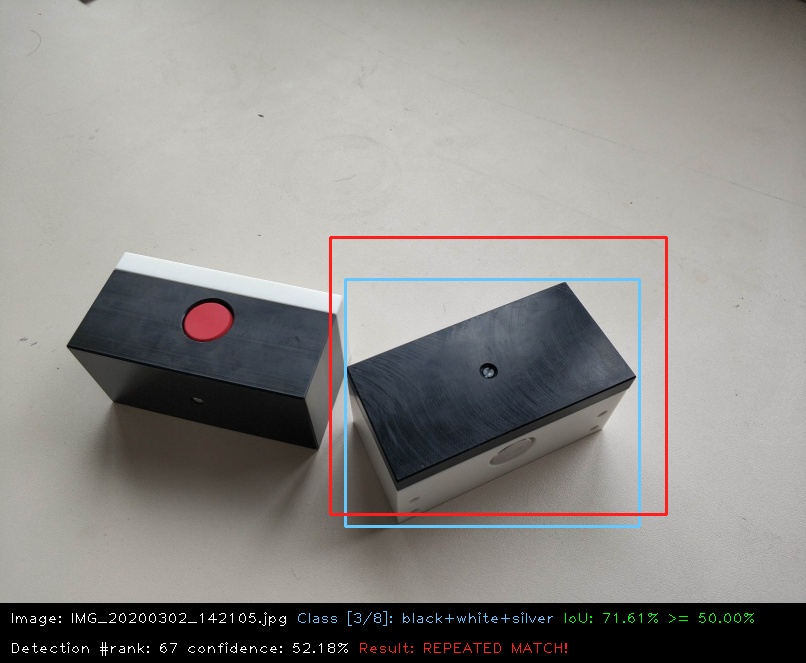 Image: IMG_20200302_142105.jpg Class [3/8]: black+white+silver IoU: 71.61% >= 50.00%
Detection #rank: 67 confidence: 52.18% Result: REPEATED MATCH!